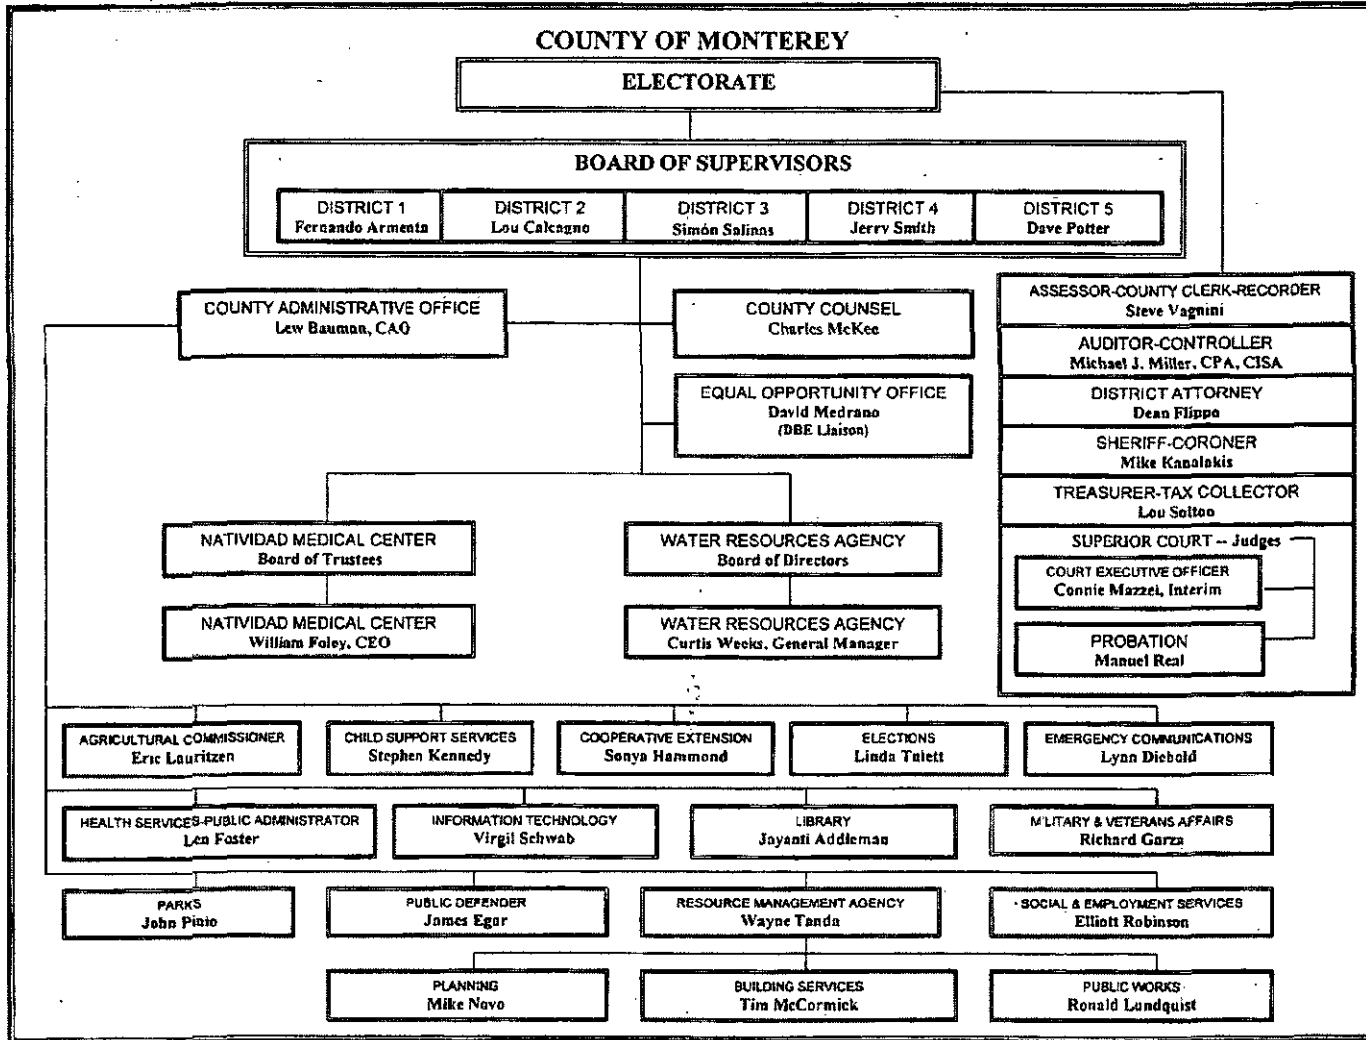 COUNTY OF MONTEREY
ELECTORATE
BOARD OF SUPERVISORS
DISTRICT 1
Fernando Armenta
DISTRICT 2
Lou Calcagno
DISTRICT 3
Simón Salinas
DISTRICT 4
Jerry Smith
DISTRICT 5
Dave Potter
COUNTY ADMINISTRATIVE OFFICE
Lew Bauman, CAO
COUNTY COUNSEL
Charles McKee
EQUAL OPPORTUNITY OFFICE
David Medrano
(DBE Liaison)
ASSESSOR-COUNTY CLERK-RECORDER
Steve Vagnini
AUDITOR-CONTROLLER
Michael J. Miller, CPA, CISA
DISTRICT ATTORNEY
Dean Flippo
SHERIFF-CORONER
Mike Kanalakis
TREASURER-TAX COLLECTOR
Lou Solton
SUPERIOR COURT -- Judges
COURT EXECUTIVE OFFICER
Connie Mazzei, Interim
PROBATION
Manuel Real
NATIVIDAD MEDICAL CENTER
Board of Trustees
WATER RESOURCES AGENCY
Board of Directors
NATIVIDAD MEDICAL CENTER
William Foley, CEO
WATER RESOURCES AGENCY
Curtis Weeks, General Manager
AGRICULTURAL COMMISSIONER
Eric Lauritzen
CHILD SUPPORT SERVICES
Stephen Kennedy
COOPERATIVE EXTENSION
Sonya Hammond
ELECTIONS
Linda Tulett
EMERGENCY COMMUNICATIONS
Lynn Diebold
HEALTH SERVICES-PUBLIC ADMINISTRATOR
Len Foster
INFORMATION TECHNOLOGY
Virgil Schwab
LIBRARY
Jayanti Addleman
MILITARY & VETERANS AFFAIRS
Richard Garza
PARKS
John Pinio
PUBLIC DEFENDER
James Egar
RESOURCE MANAGEMENT AGENCY
Wayne Tanda
SOCIAL & EMPLOYMENT SERVICES
Elliott Robinson
PLANNING
Mike Novo
BUILDING SERVICES
Tim McCormick
PUBLIC WORKS
Ronald Lundquist